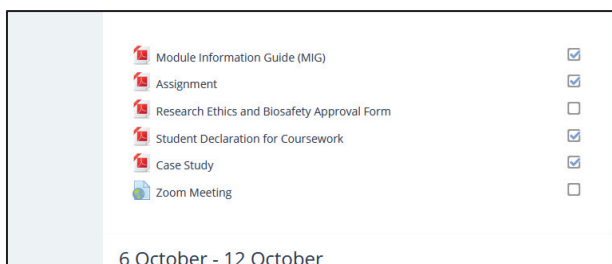 Module Information Guide (MIG)
Assignment
Research Ethics and Biosafety Approval Form
Student Declaration for Coursework
Case Study
Zoom Meeting
6 October - 12 October